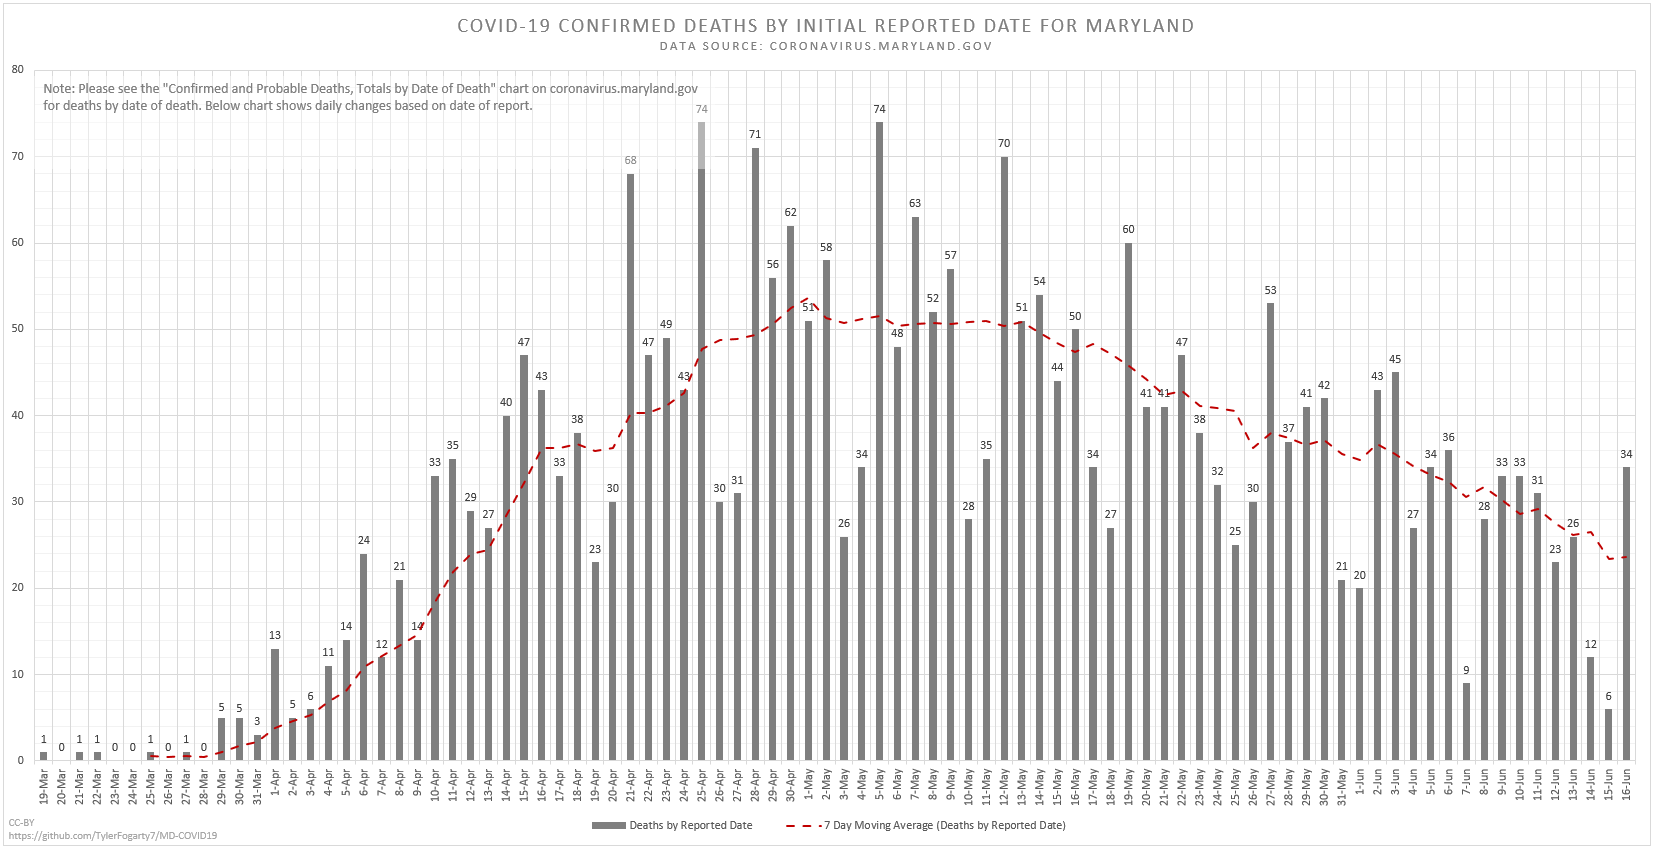 COVID-19 CONFIRMED DEATHS BY INITIAL REPORTED DATE FOR MARYLAND
DATA SOURCE: CORONAVIRUS.MARYLAND.GOV
Note: Please see the "Confirmed and Probable Deaths, Totals by Date of Death" chart on coronavirus.maryland.gov
for deaths by date of death. Below chart shows daily changes based on date of report.
80
70
60
50
40
30
20
10
0
1 0 1 1 0 0 1 0 1 0 5 5 3 13 5 6 11 14 24 12 21 14 33 35 29 27 40 47 43 33 38 23 30 68 47 49 43 74 30 31 71 56 62 51 58 26 34 74 48 63 52 57 28 35 70 51 54 44 50 34 27 60 41 41 47 38 32 25 30 53 37 41 42 21 20 43 45 27 34 36 9 28 33 33 31 23 26 12 6 34
19-Mar 20-Mar 21-Mar 22-Mar 23-Mar 24-Mar 25-Mar 26-Mar 27-Mar 28-Mar 29-Mar 30-Mar 31-Mar 1-Apr 2-Apr 3-Apr 4-Apr 5-Apr 6-Apr 7-Apr 8-Apr 9-Apr 10-Apr 11-Apr 12-Apr 13-Apr 14-Apr 15-Apr 16-Apr 17-Apr 18-Apr 19-Apr 20-Apr 21-Apr 22-Apr 23-Apr 24-Apr 25-Apr 26-Apr 27-Apr 28-Apr 29-Apr 30-Apr 1-May 2-May 3-May 4-May 5-May 6-May 7-May 8-May 9-May 10-May 11-May 12-May 13-May 14-May 15-May 16-May 17-May 18-May 19-May 20-May 21-May 22-May 23-May 24-May 25-May 26-May 27-May 28-May 29-May 30-May 31-May 1-Jun 2-Jun 3-Jun 4-Jun 5-Jun 6-Jun 7-Jun 8-Jun 9-Jun 10-Jun 11-Jun 12-Jun 13-Jun 14-Jun 15-Jun 16-Jun
Deaths by Reported Date
7 Day Moving Average (Deaths by Reported Date)
CC-BY
https://github.com/TylerFogarty7/MD-COVID19